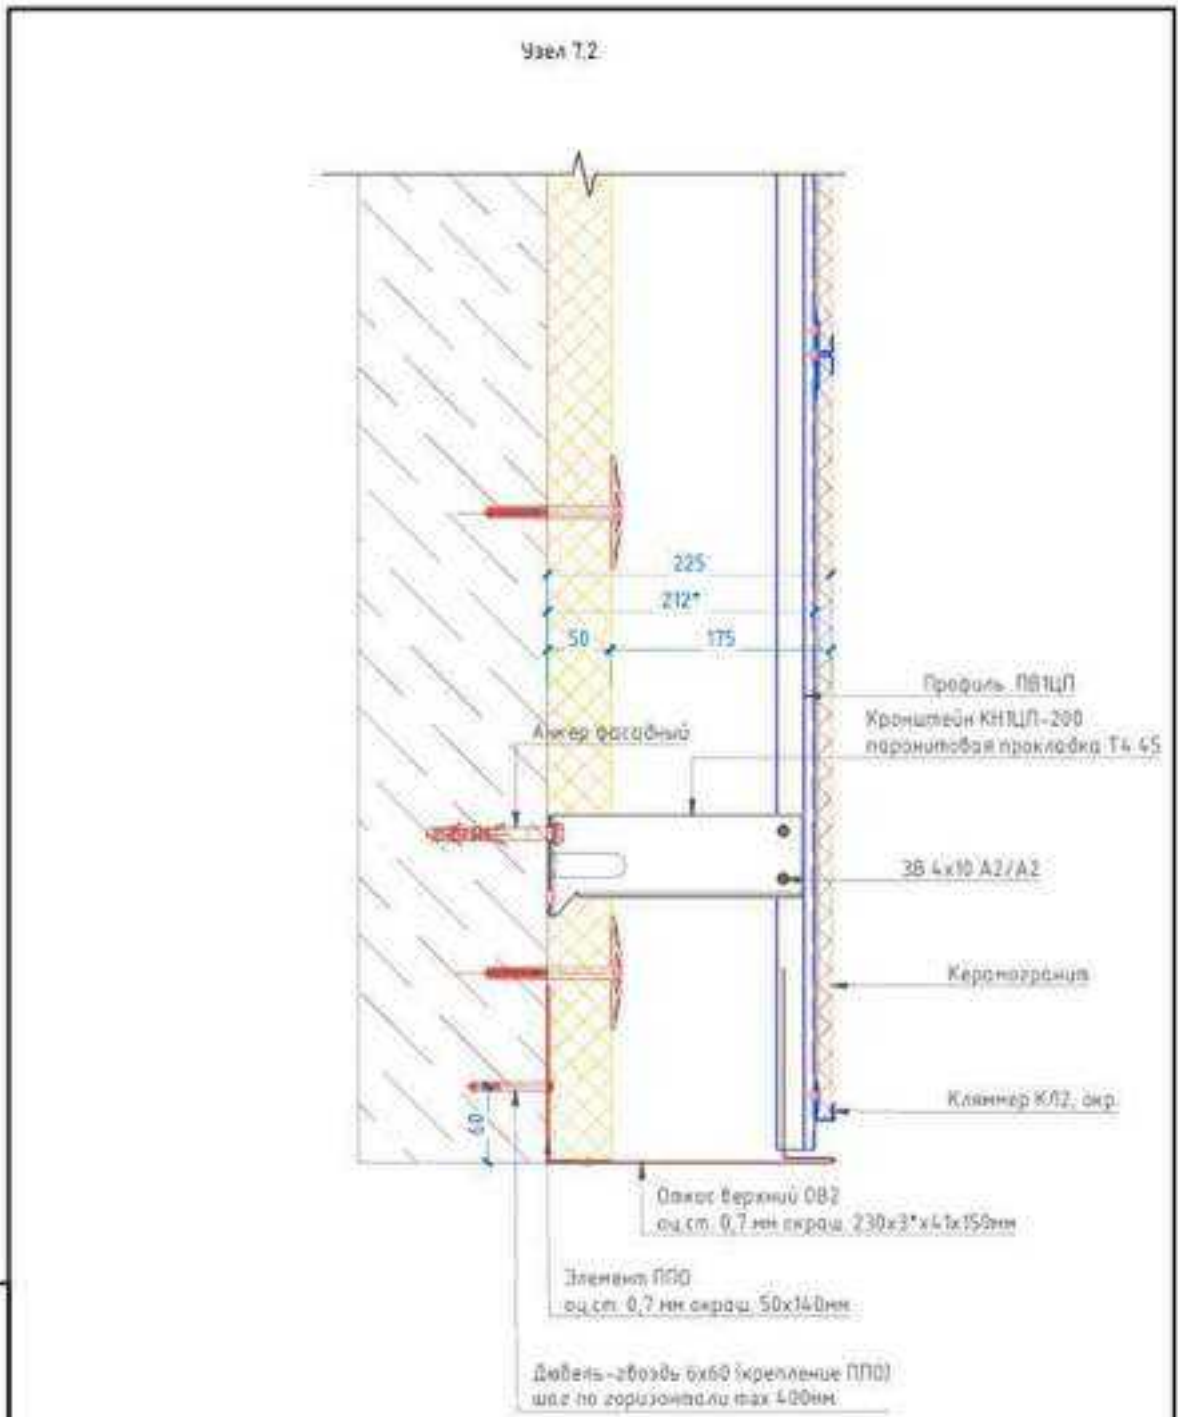 Узел 7.2
225
212*
50
175
Профиль ПВ1ЦП
Кронштейн КН1ЦП-200
паронитовая прокладка Т4 45
Анкер фасадный
ЗВ 4х10 А2/А2
Керамогранит
Кляммер КЛ2, окр.
60
Откос верхний ОВ2
оц.ст. 0,7 мм окраш. 230х3*х41х150мм
Элемент ППО
оц.ст. 0,7 мм окраш. 50х140мм
Дюбель-гвоздь 6х60 (крепление ППО)
шаг по горизонтали max 400мм